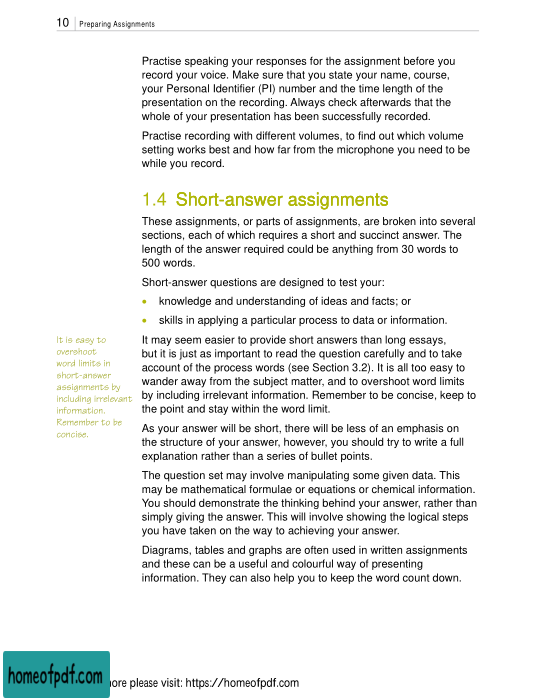 10 Preparing Assignments
Practise speaking your responses for the assignment before you
record your voice. Make sure that you state your name, course,
your Personal Identifier (PI) number and the time length of the
presentation on the recording. Always check afterwards that the
whole of your presentation has been successfully recorded.
Practise recording with different volumes, to find out which volume
setting works best and how far from the microphone you need to be
while you record.
1.4 Short-answer assignments
These assignments, or parts of assignments, are broken into several
sections, each of which requires a short and succinct answer. The
length of the answer required could be anything from 30 words to
500 words.
Short-answer questions are designed to test your:
• knowledge and understanding of ideas and facts; or
• skills in applying a particular process to data or information.
It is easy to
overshoot
word limits in
short-answer
assignments by
including irrelevant
information.
Remember to be
concise.
It may seem easier to provide short answers than long essays,
but it is just as important to read the question carefully and to take
account of the process words (see Section 3.2). It is all too easy to
wander away from the subject matter, and to overshoot word limits
by including irrelevant information. Remember to be concise, keep to
the point and stay within the word limit.
As your answer will be short, there will be less of an emphasis on
the structure of your answer, however, you should try to write a full
explanation rather than a series of bullet points.
The question set may involve manipulating some given data. This
may be mathematical formulae or equations or chemical information.
You should demonstrate the thinking behind your answer, rather than
simply giving the answer. This will involve showing the logical steps
you have taken on the way to achieving your answer.
Diagrams, tables and graphs are often used in written assignments
and these can be a useful and colourful way of presenting
information. They can also help you to keep the word count down.
homeofpdf.com
ore please visit: https://homeofpdf.com